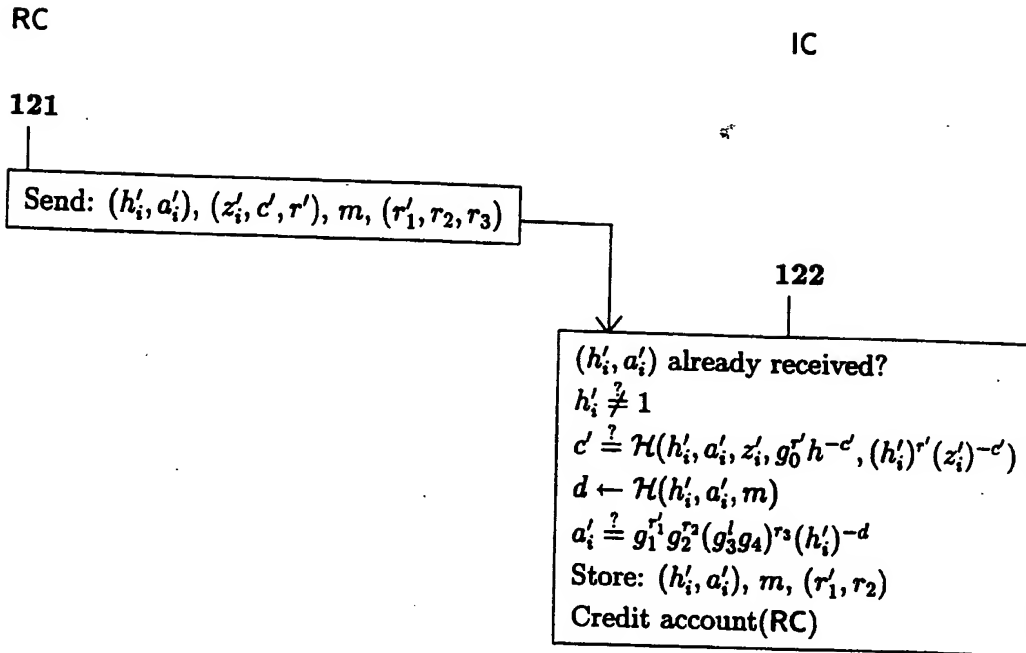 RC
IC
121
Send: (h′ᵢ, a′ᵢ), (z′ᵢ, c′, r′), m, (r′₁, r₂, r₃)
122
(h′ᵢ, a′ᵢ) already received?
h′ᵢ ≠? 1
c′ =? H(h′ᵢ, a′ᵢ, z′ᵢ, g₀^{r′} h^{−c′}, (h′ᵢ)^{r′} (z′ᵢ)^{−c′})
d ← H(h′ᵢ, a′ᵢ, m)
a′ᵢ =? g₁^{r′₁} g₂^{r₂} (g₃^{l} g₄)^{r₃} (h′ᵢ)^{−d}
Store: (h′ᵢ, a′ᵢ), m, (r′₁, r₂)
Credit account(RC)